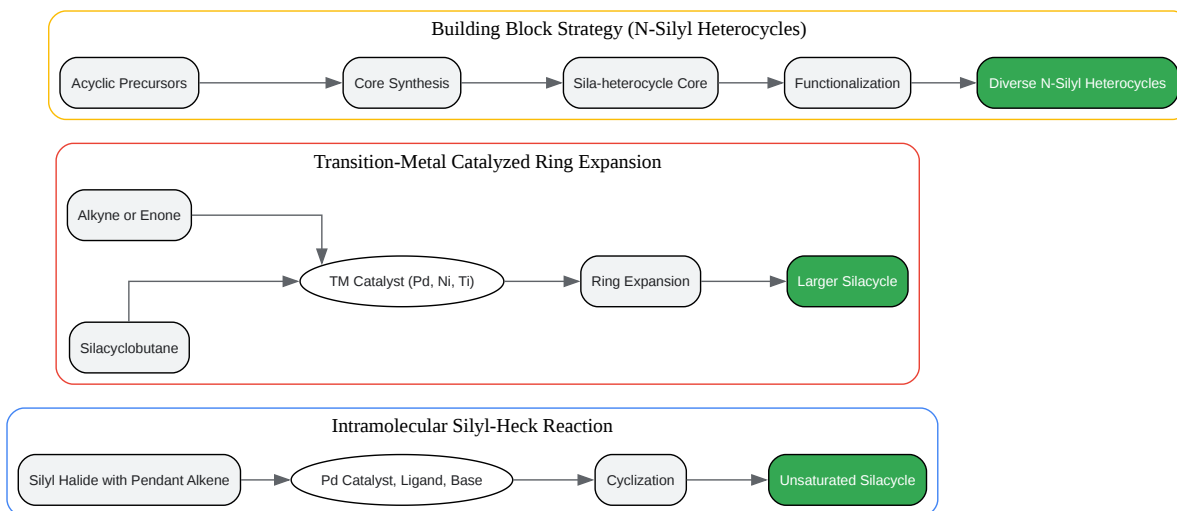 Building Block Strategy (N-Silyl Heterocycles)
Acyclic Precursors
Core Synthesis
Sila-heterocycle Core
Functionalization
Diverse N-Silyl Heterocycles
Transition-Metal Catalyzed Ring Expansion
Alkyne or Enone
TM Catalyst (Pd, Ni, Ti)
Ring Expansion
Larger Silacycle
Silacyclobutane
Intramolecular Silyl-Heck Reaction
Silyl Halide with Pendant Alkene
Pd Catalyst, Ligand, Base
Cyclization
Unsaturated Silacycle